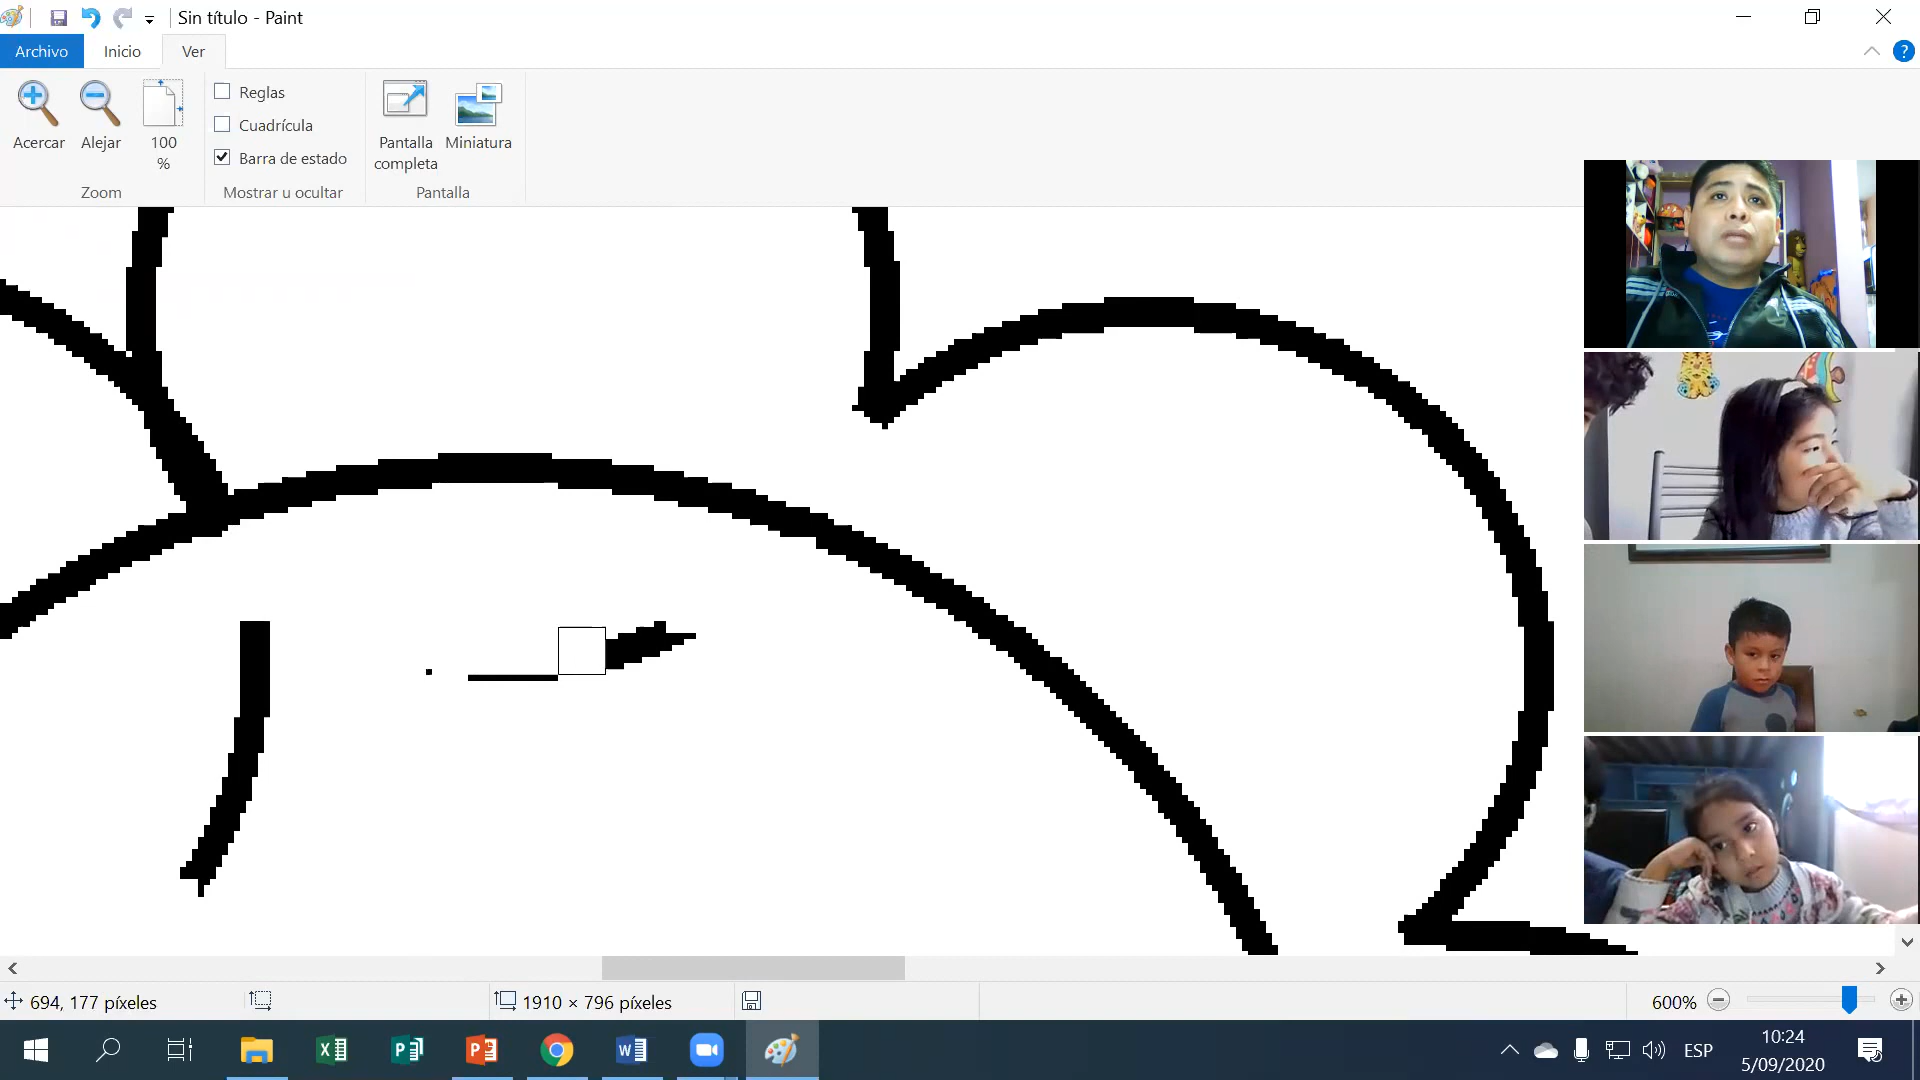 Sin título - Paint
Archivo Inicio Ver
Acercar Alejar 100 %
Reglas
Cuadrícula
Barra de estado
Pantalla completa Miniatura
Zoom Mostrar u ocultar Pantalla
694, 177 píxeles 1910 × 796 píxeles 600%
ESP
10:24
5/09/2020